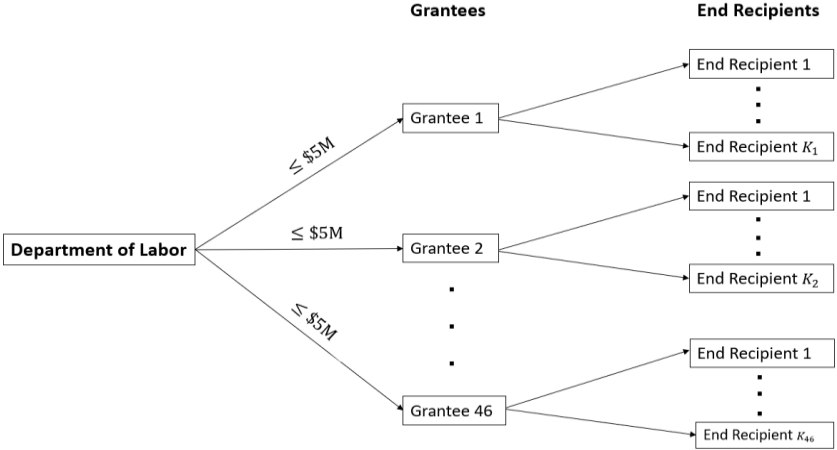 Grantees
End Recipients
End Recipient 1
Grantee 1
≤ $5M
End Recipient K₁
End Recipient 1
≤ $5M
Department of Labor
Grantee 2
End Recipient K₂
≤ $5M
End Recipient 1
Grantee 46
End Recipient K₄₆